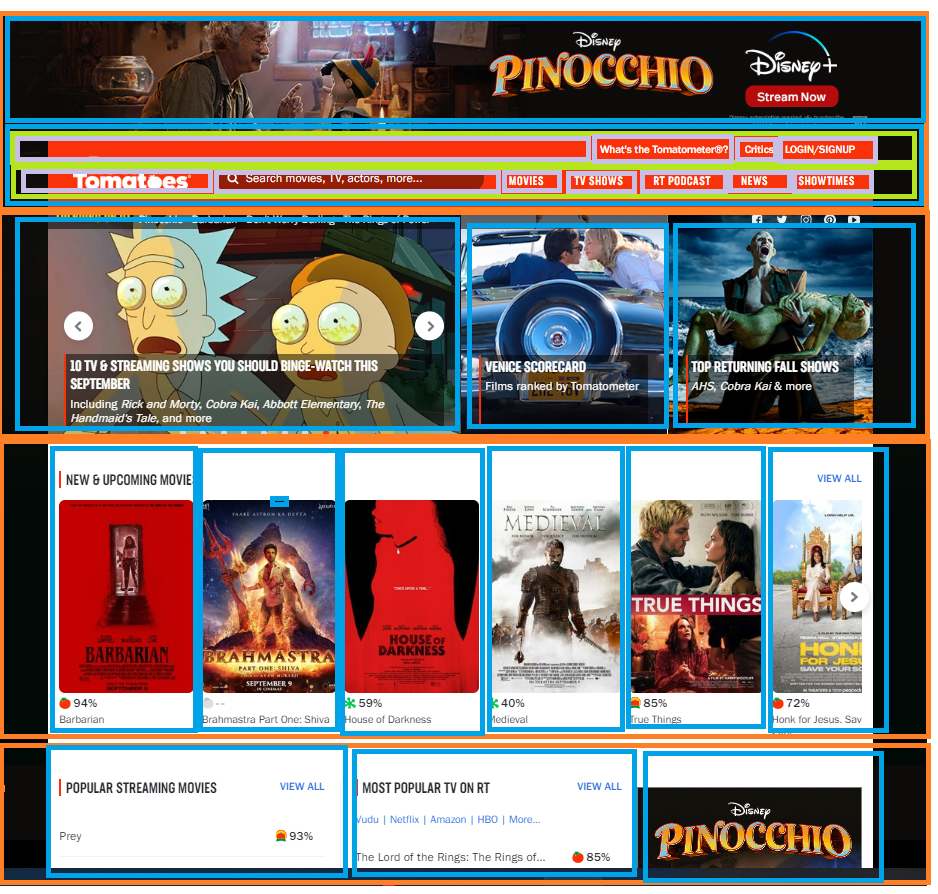 Disney
PINOCCHIO
Disney+
Stream Now
What's the Tomatometer®?
Critics
LOGIN/SIGNUP
Tomatoes
Search movies, TV, actors, more...
MOVIES
TV SHOWS
RT PODCAST
NEWS
SHOWTIMES
10 TV & STREAMING SHOWS YOU SHOULD BINGE-WATCH THIS
SEPTEMBER
Including Rick and Morty, Cobra Kai, Abbott Elementary, The
Handmaid's Tale, and more
VENICE SCORECARD
Films ranked by Tomatometer
TOP RETURNING FALL SHOWS
AHS, Cobra Kai & more
NEW & UPCOMING MOVIES
VIEW ALL
BARBARIAN
BRAHMASTRA
PART ONE: SHIVA
SEPTEMBER 9
IN CINEMAS
HOUSE OF
DARKNESS
MEDIEVAL
TRUE THINGS
HON
FOR JESU
SAVE YOUR SO
94%
Barbarian
--
Brahmastra Part One: Shiva
59%
House of Darkness
40%
Medieval
85%
True Things
72%
Honk for Jesus. Sav
POPULAR STREAMING MOVIES
VIEW ALL
Prey
93%
MOST POPULAR TV ON RT
VIEW ALL
Vudu | Netflix | Amazon | HBO | More...
The Lord of the Rings: The Rings of...
85%
Disney
PINOCCHIO